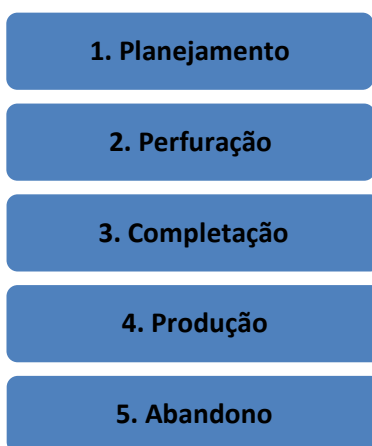 1. Planejamento
2. Perfuração
3. Completação
4. Produção
5. Abandono